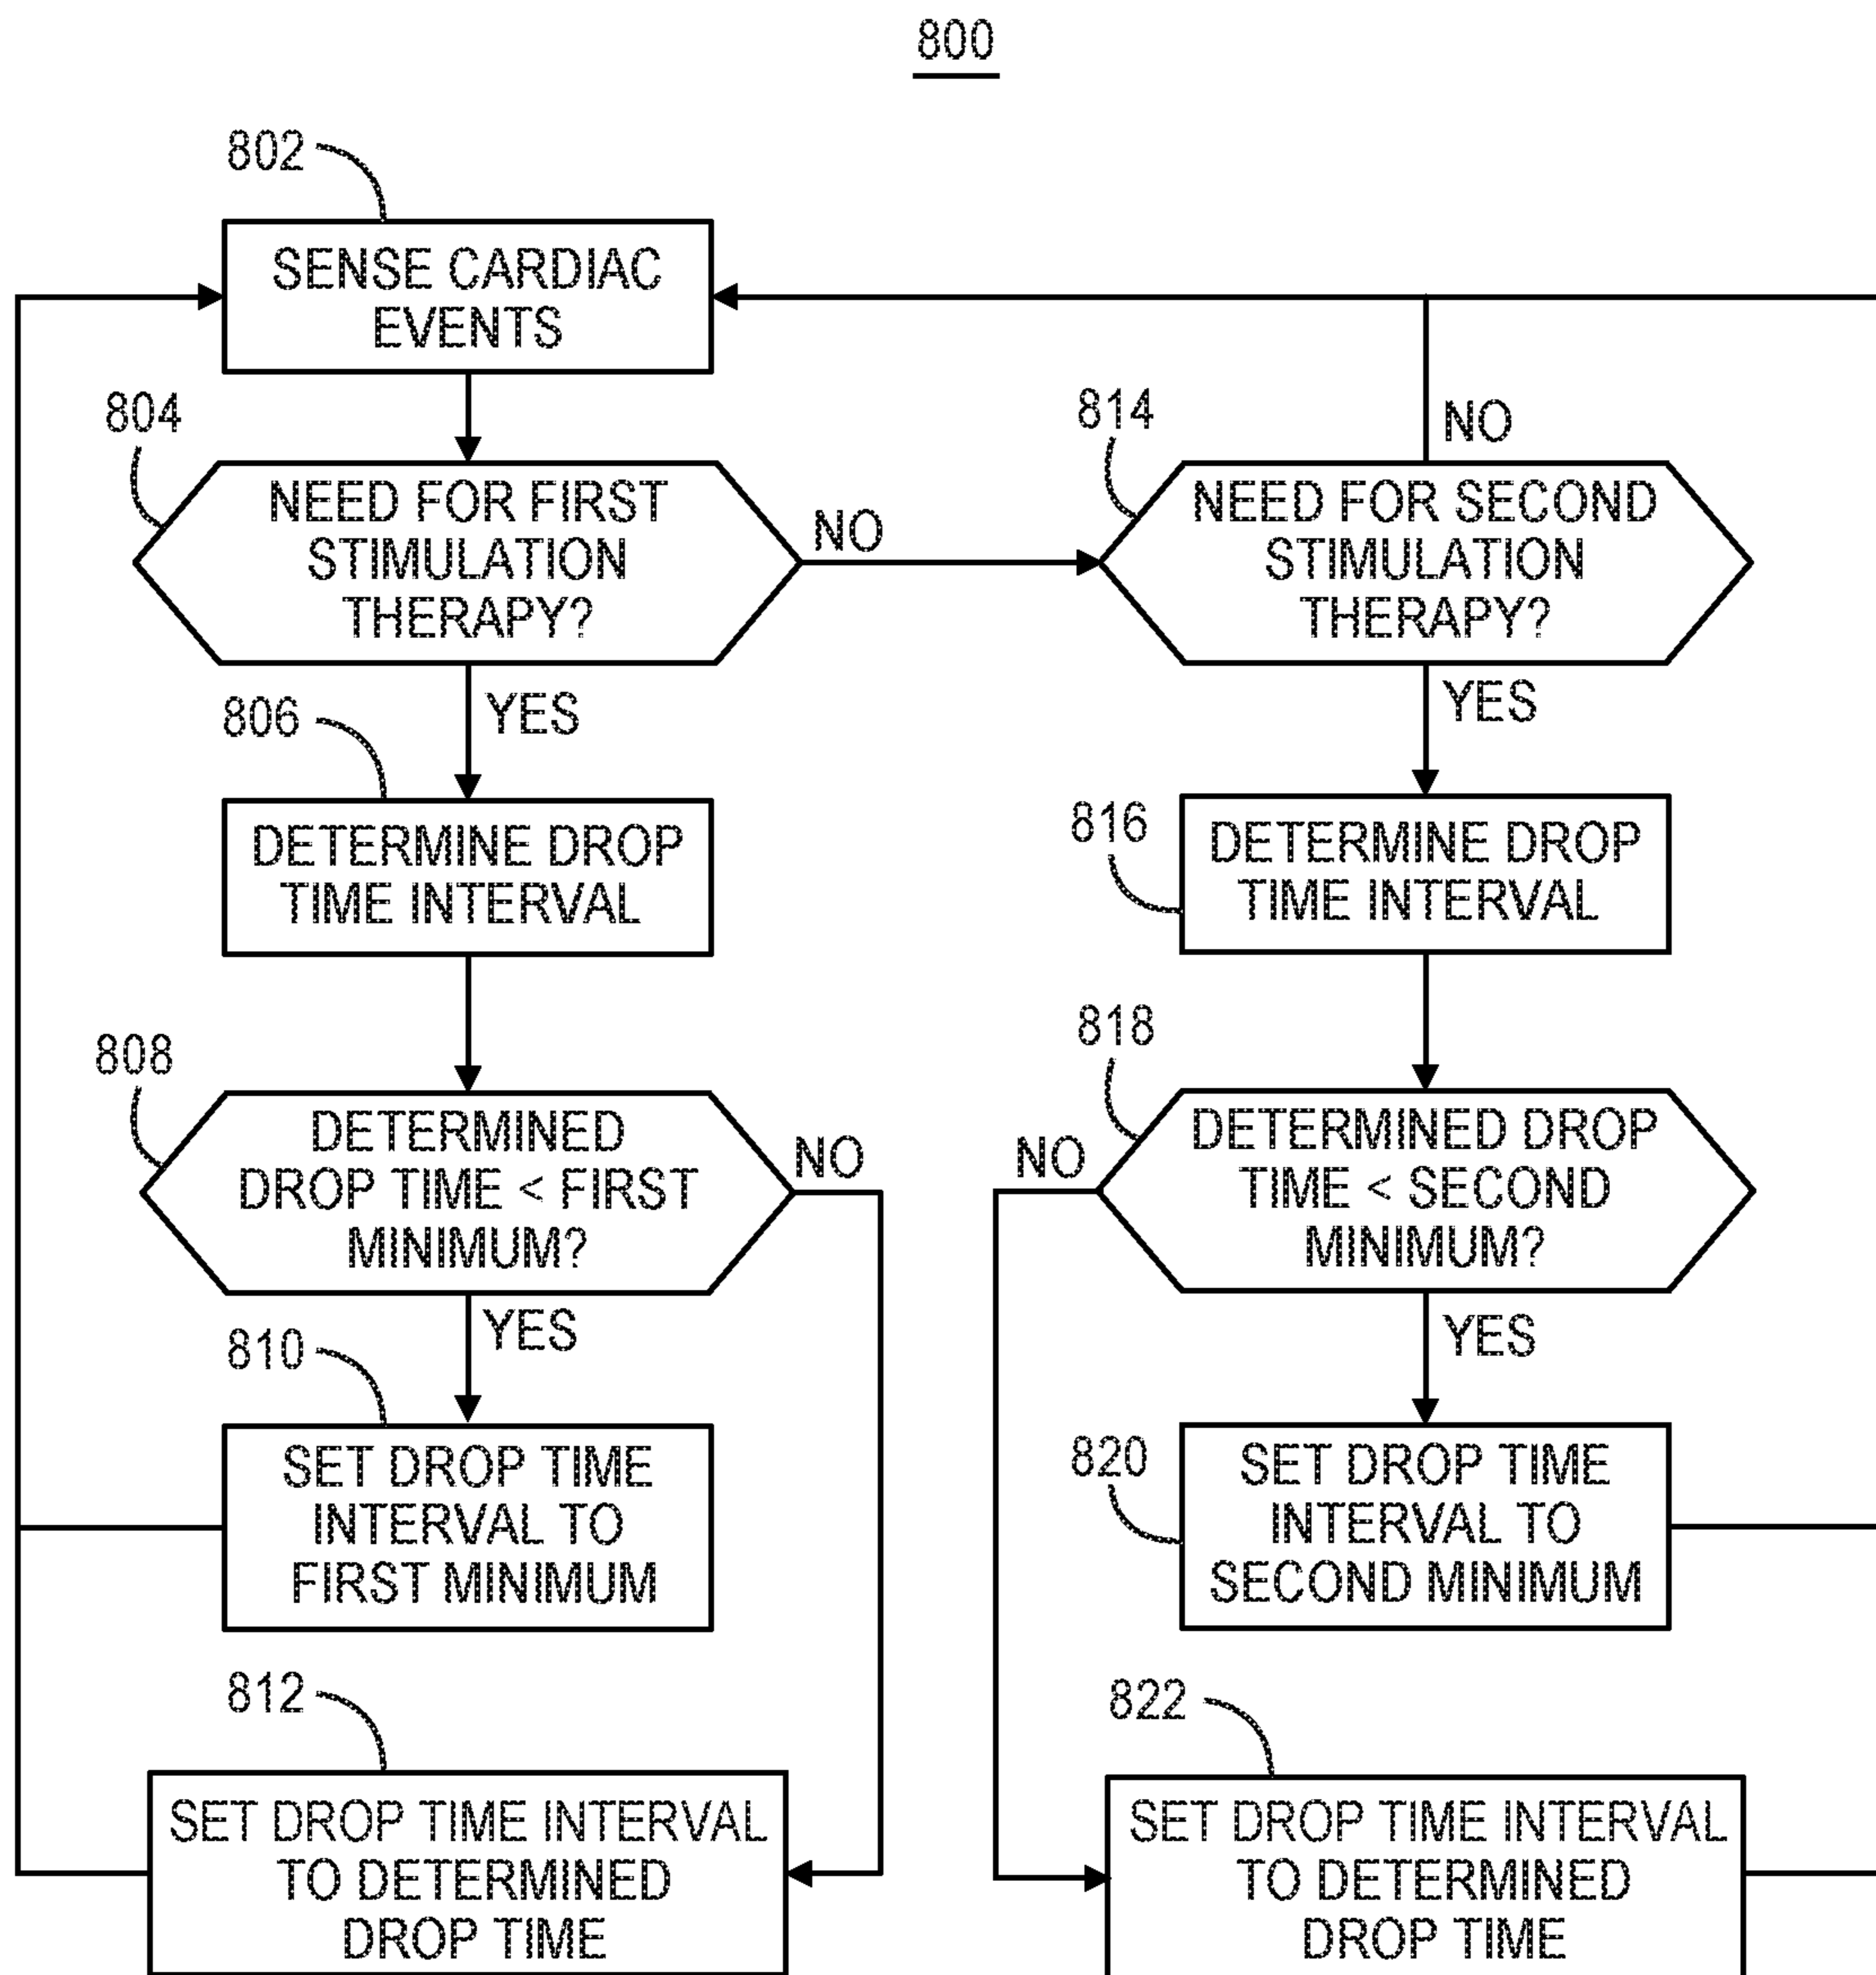 800
802
SENSE CARDIAC
EVENTS
804
NEED FOR FIRST
STIMULATION
THERAPY?
NO
814
NEED FOR SECOND
STIMULATION
THERAPY?
NO
YES
806
DETERMINE DROP
TIME INTERVAL
YES
816
DETERMINE DROP
TIME INTERVAL
808
DETERMINED
DROP TIME < FIRST
MINIMUM?
NO
818
DETERMINED DROP
TIME < SECOND
MINIMUM?
NO
YES
810
SET DROP TIME
INTERVAL TO
FIRST MINIMUM
YES
820
SET DROP TIME
INTERVAL TO
SECOND MINIMUM
812
SET DROP TIME INTERVAL
TO DETERMINED
DROP TIME
822
SET DROP TIME INTERVAL
TO DETERMINED
DROP TIME